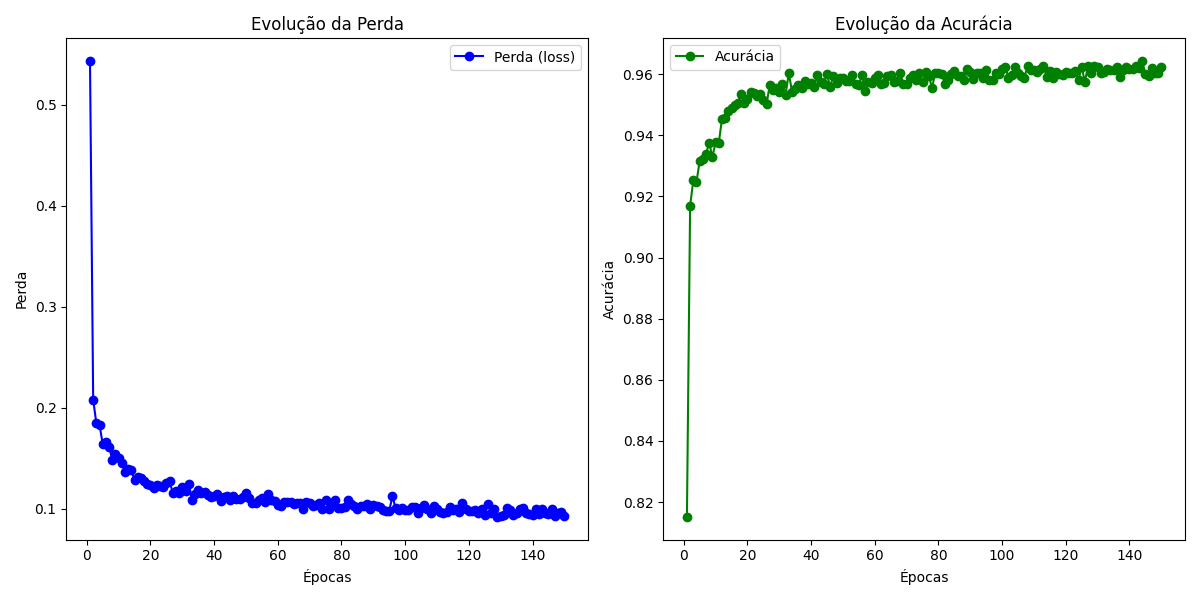 Evolução da Perda
Perda (loss)
0.5
0.4
0.3
0.2
0.1
Perda
0 20 40 60 80 100 120 140
Épocas
Evolução da Acurácia
Acurácia
0.96
0.94
0.92
0.90
0.88
0.86
0.84
0.82
Acurácia
0 20 40 60 80 100 120 140
Épocas